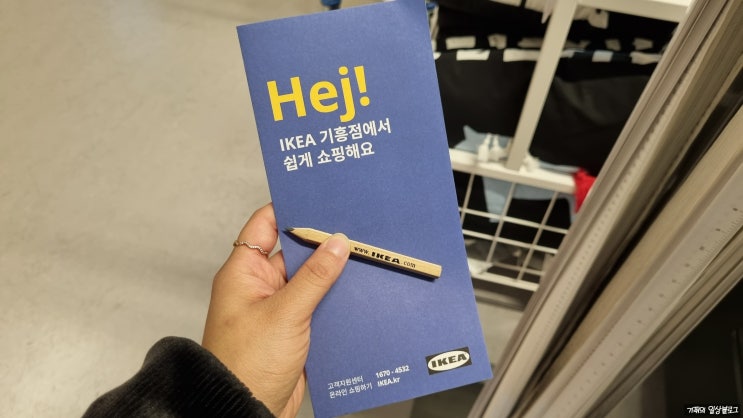 Hej!
IKEA 기흥점에서
쉽게 쇼핑해요
www.IKEA.com
IKEA
고객지원센터 1670 - 4532
온라인 쇼핑하기 IKEA.kr